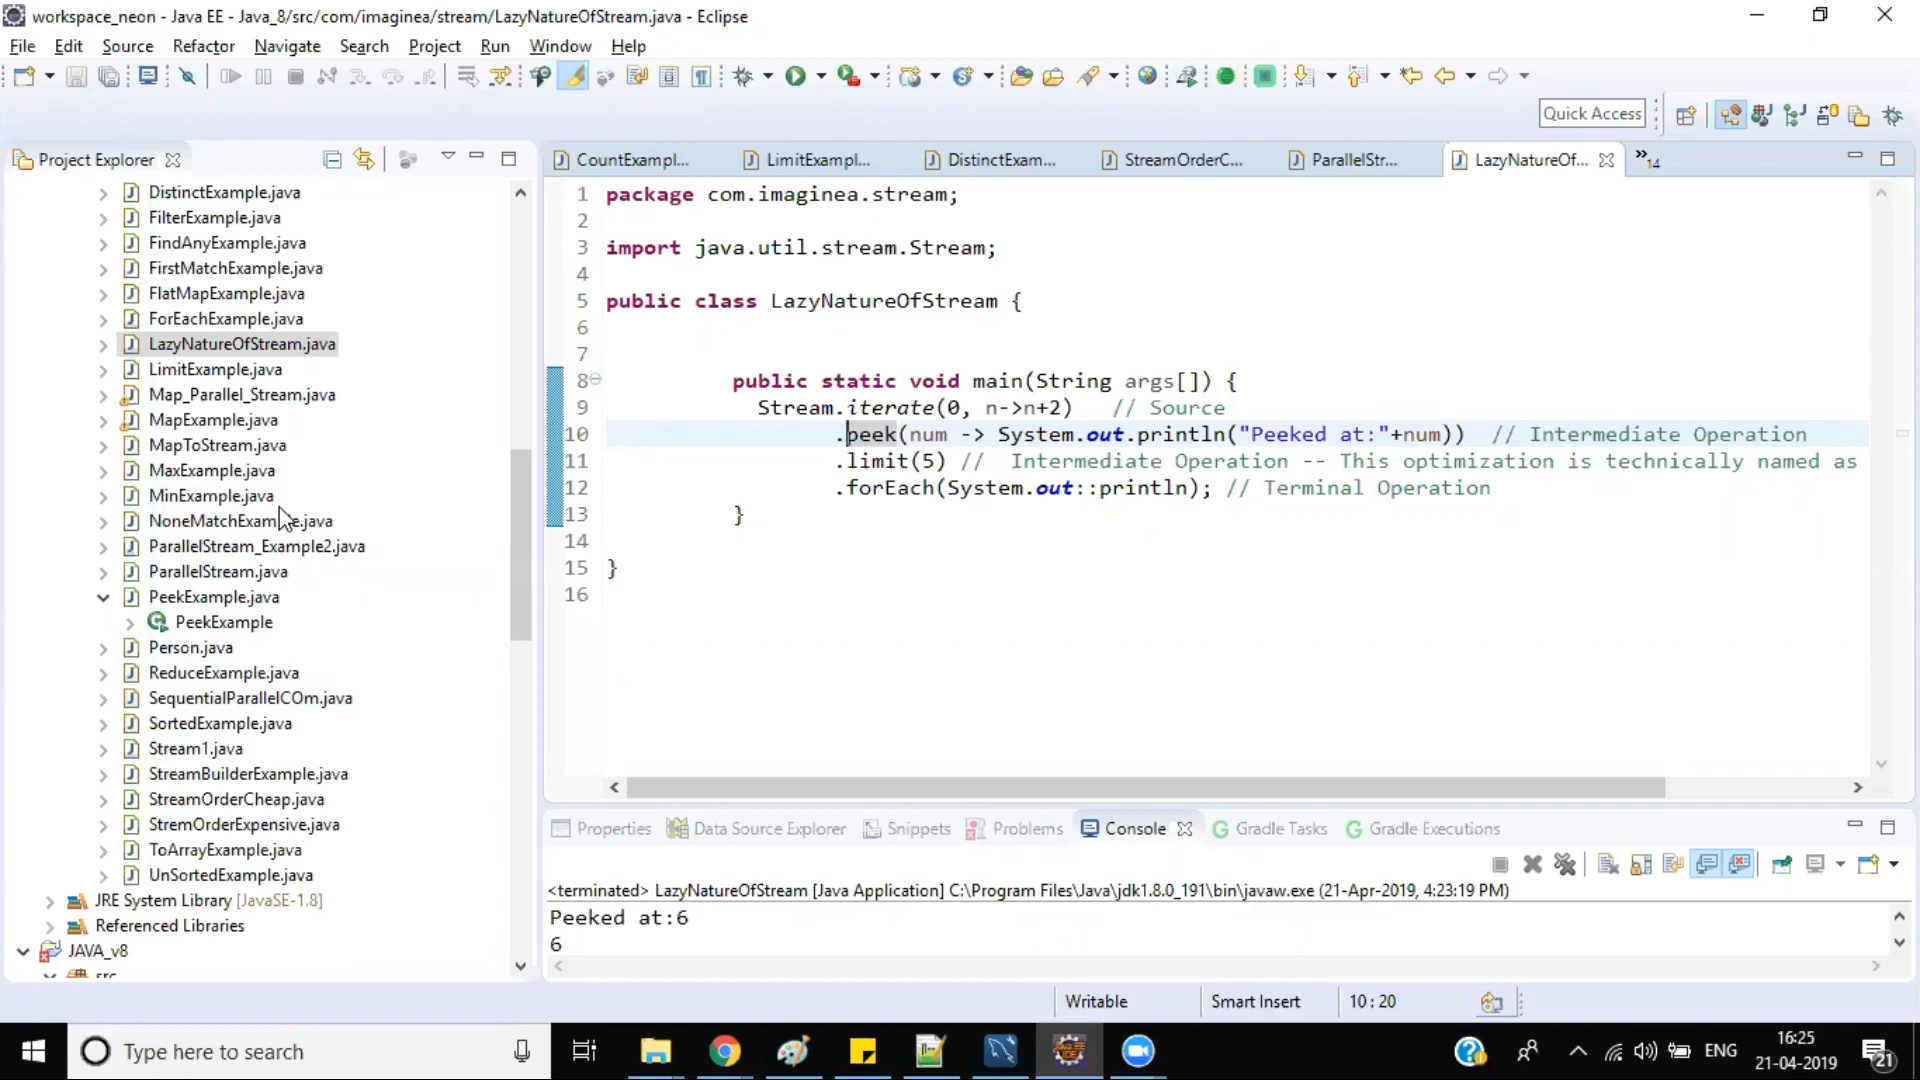 workspace_neon - Java EE - Java_8/src/com/imaginea/stream/LazyNatureOfStream.java - Eclipse
File Edit Source Refactor Navigate Search Project Run Window Help
Quick Access
Project Explorer
CountExampl... LimitExampl... DistinctExam... StreamOrderC... ParallelStr... LazyNatureOf... »14
DistinctExample.java
FilterExample.java
FindAnyExample.java
FirstMatchExample.java
FlatMapExample.java
ForEachExample.java
LazyNatureOfStream.java
LimitExample.java
Map_Parallel_Stream.java
MapExample.java
MapToStream.java
MaxExample.java
MinExample.java
NoneMatchExample.java
ParallelStream_Example2.java
ParallelStream.java
PeekExample.java
PeekExample
Person.java
ReduceExample.java
SequentialParallelCOm.java
SortedExample.java
Stream1.java
StreamBuilderExample.java
StreamOrderCheap.java
StremOrderExpensive.java
ToArrayExample.java
UnSortedExample.java
JRE System Library [JavaSE-1.8]
Referenced Libraries
JAVA_v8
src
1 package com.imaginea.stream;
2
3 import java.util.stream.Stream;
4
5 public class LazyNatureOfStream {
6
7
8 public static void main(String args[]) {
9 Stream.iterate(0, n->n+2) // Source
10 .peek(num -> System.out.println("Peeked at:"+num)) // Intermediate Operation
11 .limit(5) // Intermediate Operation -- This optimization is technically named as
12 .forEach(System.out::println); // Terminal Operation
13 }
14
15 }
16
Properties Data Source Explorer Snippets Problems Console Gradle Tasks Gradle Executions
<terminated> LazyNatureOfStream [Java Application] C:\Program Files\Java\jdk1.8.0_191\bin\javaw.exe (21-Apr-2019, 4:23:19 PM)
Peeked at:6
6
Writable Smart Insert 10 : 20
Type here to search
ENG
16:25
21-04-2019
21